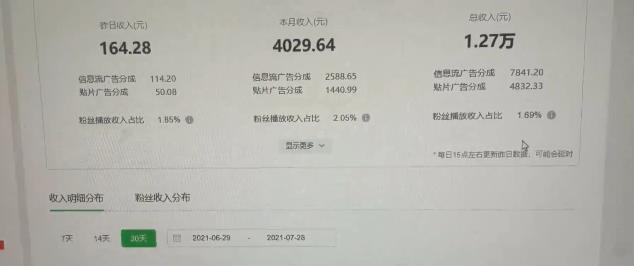 昨日收入(元)
本月收入(元)
总收入(元)
164.28
4029.64
1.27万
信息流广告分成 114.20
信息流广告分成 2588.65
信息流广告分成 7841.20
贴片广告分成 50.08
贴片广告分成 1440.99
贴片广告分成 4832.33
粉丝播放收入占比 1.85%
粉丝播放收入占比 2.05%
粉丝播放收入占比 1.69%
显示更多
*每日15点左右更新昨日数据，可能会延时
收入明细分布 粉丝收入分布
7天 14天 30天 2021-06-29 - 2021-07-28